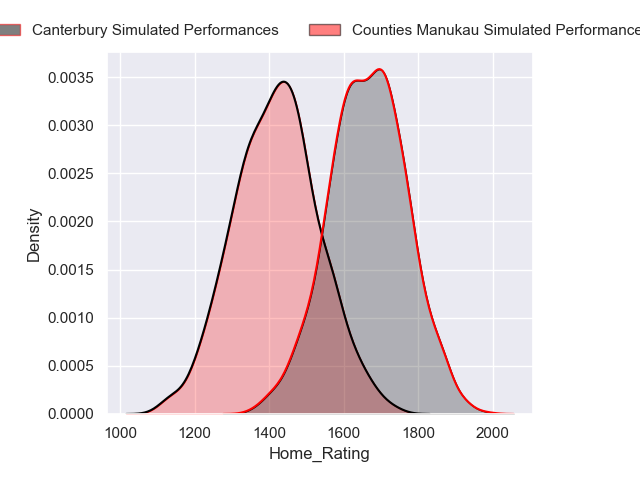 Canterbury Simulated Performances
Counties Manukau Simulated Performance
0.0035
0.0030
0.0025
0.0020
0.0015
0.0010
0.0005
0.0000
Density
1000 1200 1400 1600 1800 2000
Home_Rating